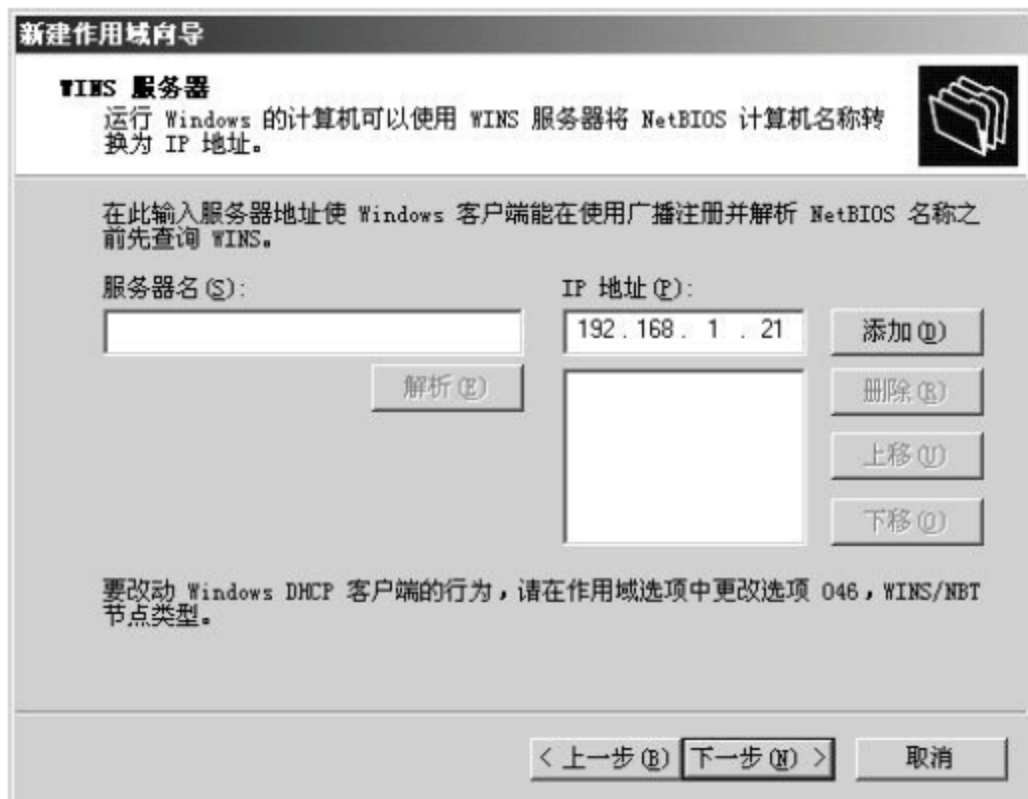 新建作用域向导
WINS 服务器
运行 Windows 的计算机可以使用 WINS 服务器将 NetBIOS 计算机名称转
换为 IP 地址。
在此输入服务器地址使 Windows 客户端能在使用广播注册并解析 NetBIOS 名称之
前先查询 WINS。
服务器名(S): IP 地址(P):
192 . 168 . 1 . 21 添加(D)
解析(E) 删除(R)
上移(U)
下移(O)
要改动 Windows DHCP 客户端的行为，请在作用域选项中更改选项 046，WINS/NBT
节点类型。
< 上一步(B) 下一步(N) > 取消